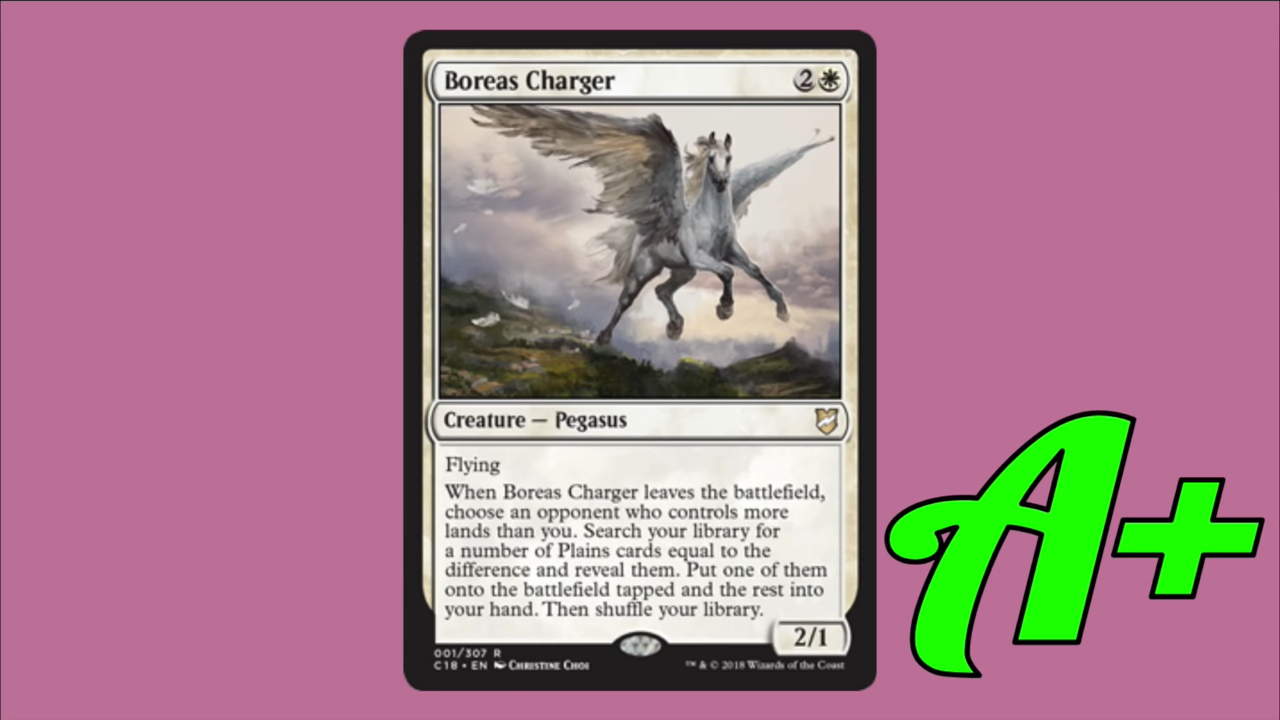 Boreas Charger 2
Creature — Pegasus
Flying
When Boreas Charger leaves the battlefield,
choose an opponent who controls more
lands than you. Search your library for
a number of Plains cards equal to the
difference and reveal them. Put one of them
onto the battlefield tapped and the rest into
your hand. Then shuffle your library.
2/1
001/307 R
C18 • EN Christine Choi
™ & © 2018 Wizards of the Coast
A+